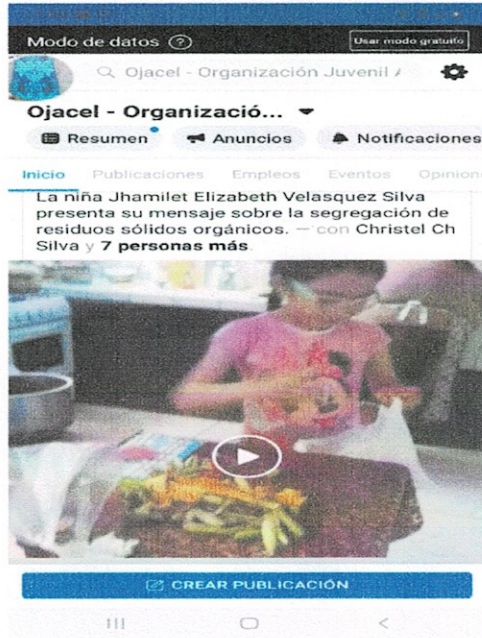 Modo de datos ?
Usar modo gratuito
Ojacel - Organización Juvenil A
Ojacel - Organizació...
Resumen
Anuncios
Notificaciones
Inicio
Publicaciones
Empleos
Eventos
Opinion
La niña Jhamilet Elizabeth Velasquez Silva
presenta su mensaje sobre la segregación de
residuos sólidos orgánicos. — con Christel Ch
Silva y 7 personas más.
CREAR PUBLICACIÓN